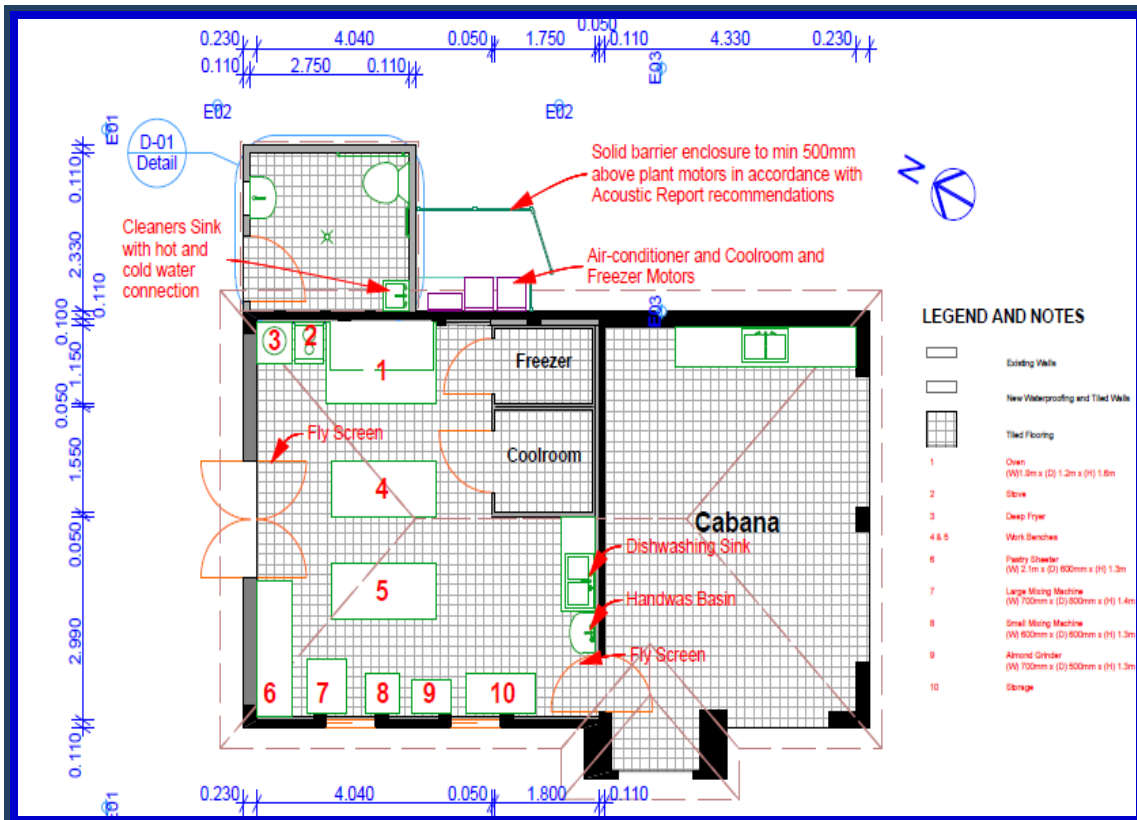 0.050
0.230 4.040 0.050 1.750 0.110 4.330 0.230
0.110 2.750 0.110
E03
E02 E02
E01
D-01
Detail
N
Solid barrier enclosure to min 500mm
above plant motors in accordance with
Acoustic Report recommendations
Cleaners Sink
with hot and
cold water
connection
Air-conditioner and Coolroom and
Freezer Motors
E03
0.110
2.330
0.110
0.100
1.150
0.050
1.550
0.050
2.990
0.110
3 2 1
Freezer
Fly Screen
Coolroom
4
Cabana
Dishwashing Sink
5
Handwas Basin
Fly Screen
6 7 8 9 10
0.230 4.040 0.050 1.800 0.110
E01
LEGEND AND NOTES
Existing Walls
New Waterproofing and Tiled Walls
Tiled Flooring
1 Oven
(W)1.9m x (D) 1.2m x (H) 1.6m
2 Stove
3 Deep Fryer
4 & 5 Work Benches
6 Pastry Sheeter
(W) 2.1m x (D) 600mm x (H) 1.3m
7 Large Mixing Machine
(W) 700mm x (D) 800mm x (H) 1.4m
8 Small Mixing Machine
(W) 600mm x (D) 600mm x (H) 1.3m
9 Almond Grinder
(W) 700mm x (D) 500mm x (H) 1.3m
10 Storage